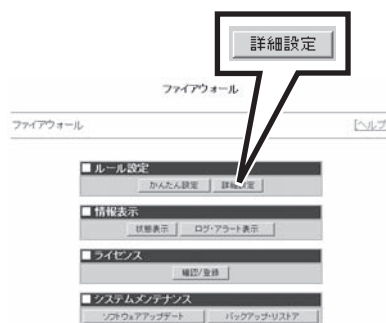 詳細設定
ファイアウォール
ファイアウォール [ヘルプ
■ルール設定
かんたん設定 詳細設定
■情報表示
状態表示 ログ・アラート表示
■ライセンス
確認/登録
■システムメンテナンス
ソフトウェアアップデート バックアップ・リストア